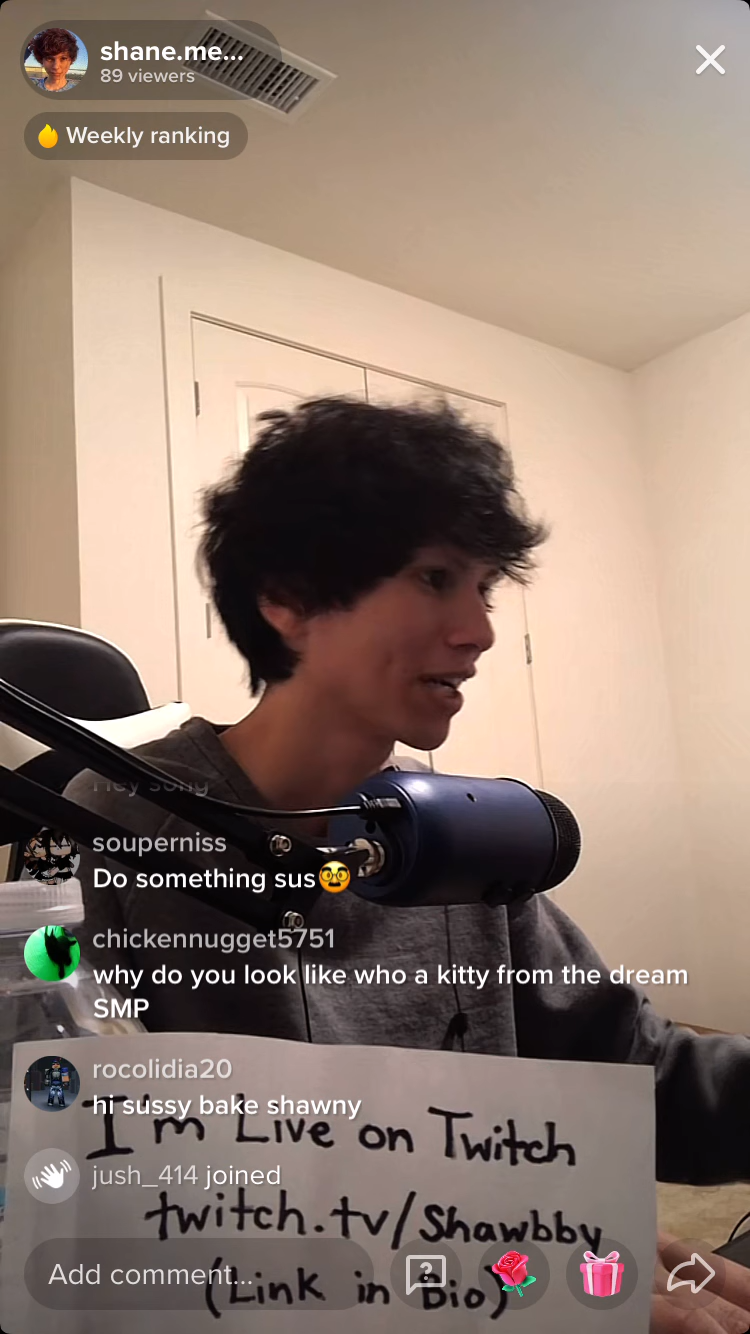 shane.me...
89 viewers
Weekly ranking
Hey song
souperniss
Do something sus🥸
chickennugget5751
why do you look like who a kitty from the dream
SMP
rocolidia20
hi sussy bake shawny
I'm Live on Twitch
jush_414 joined
twitch.tv/Shawbby
Add comment...
(Link in Bio)